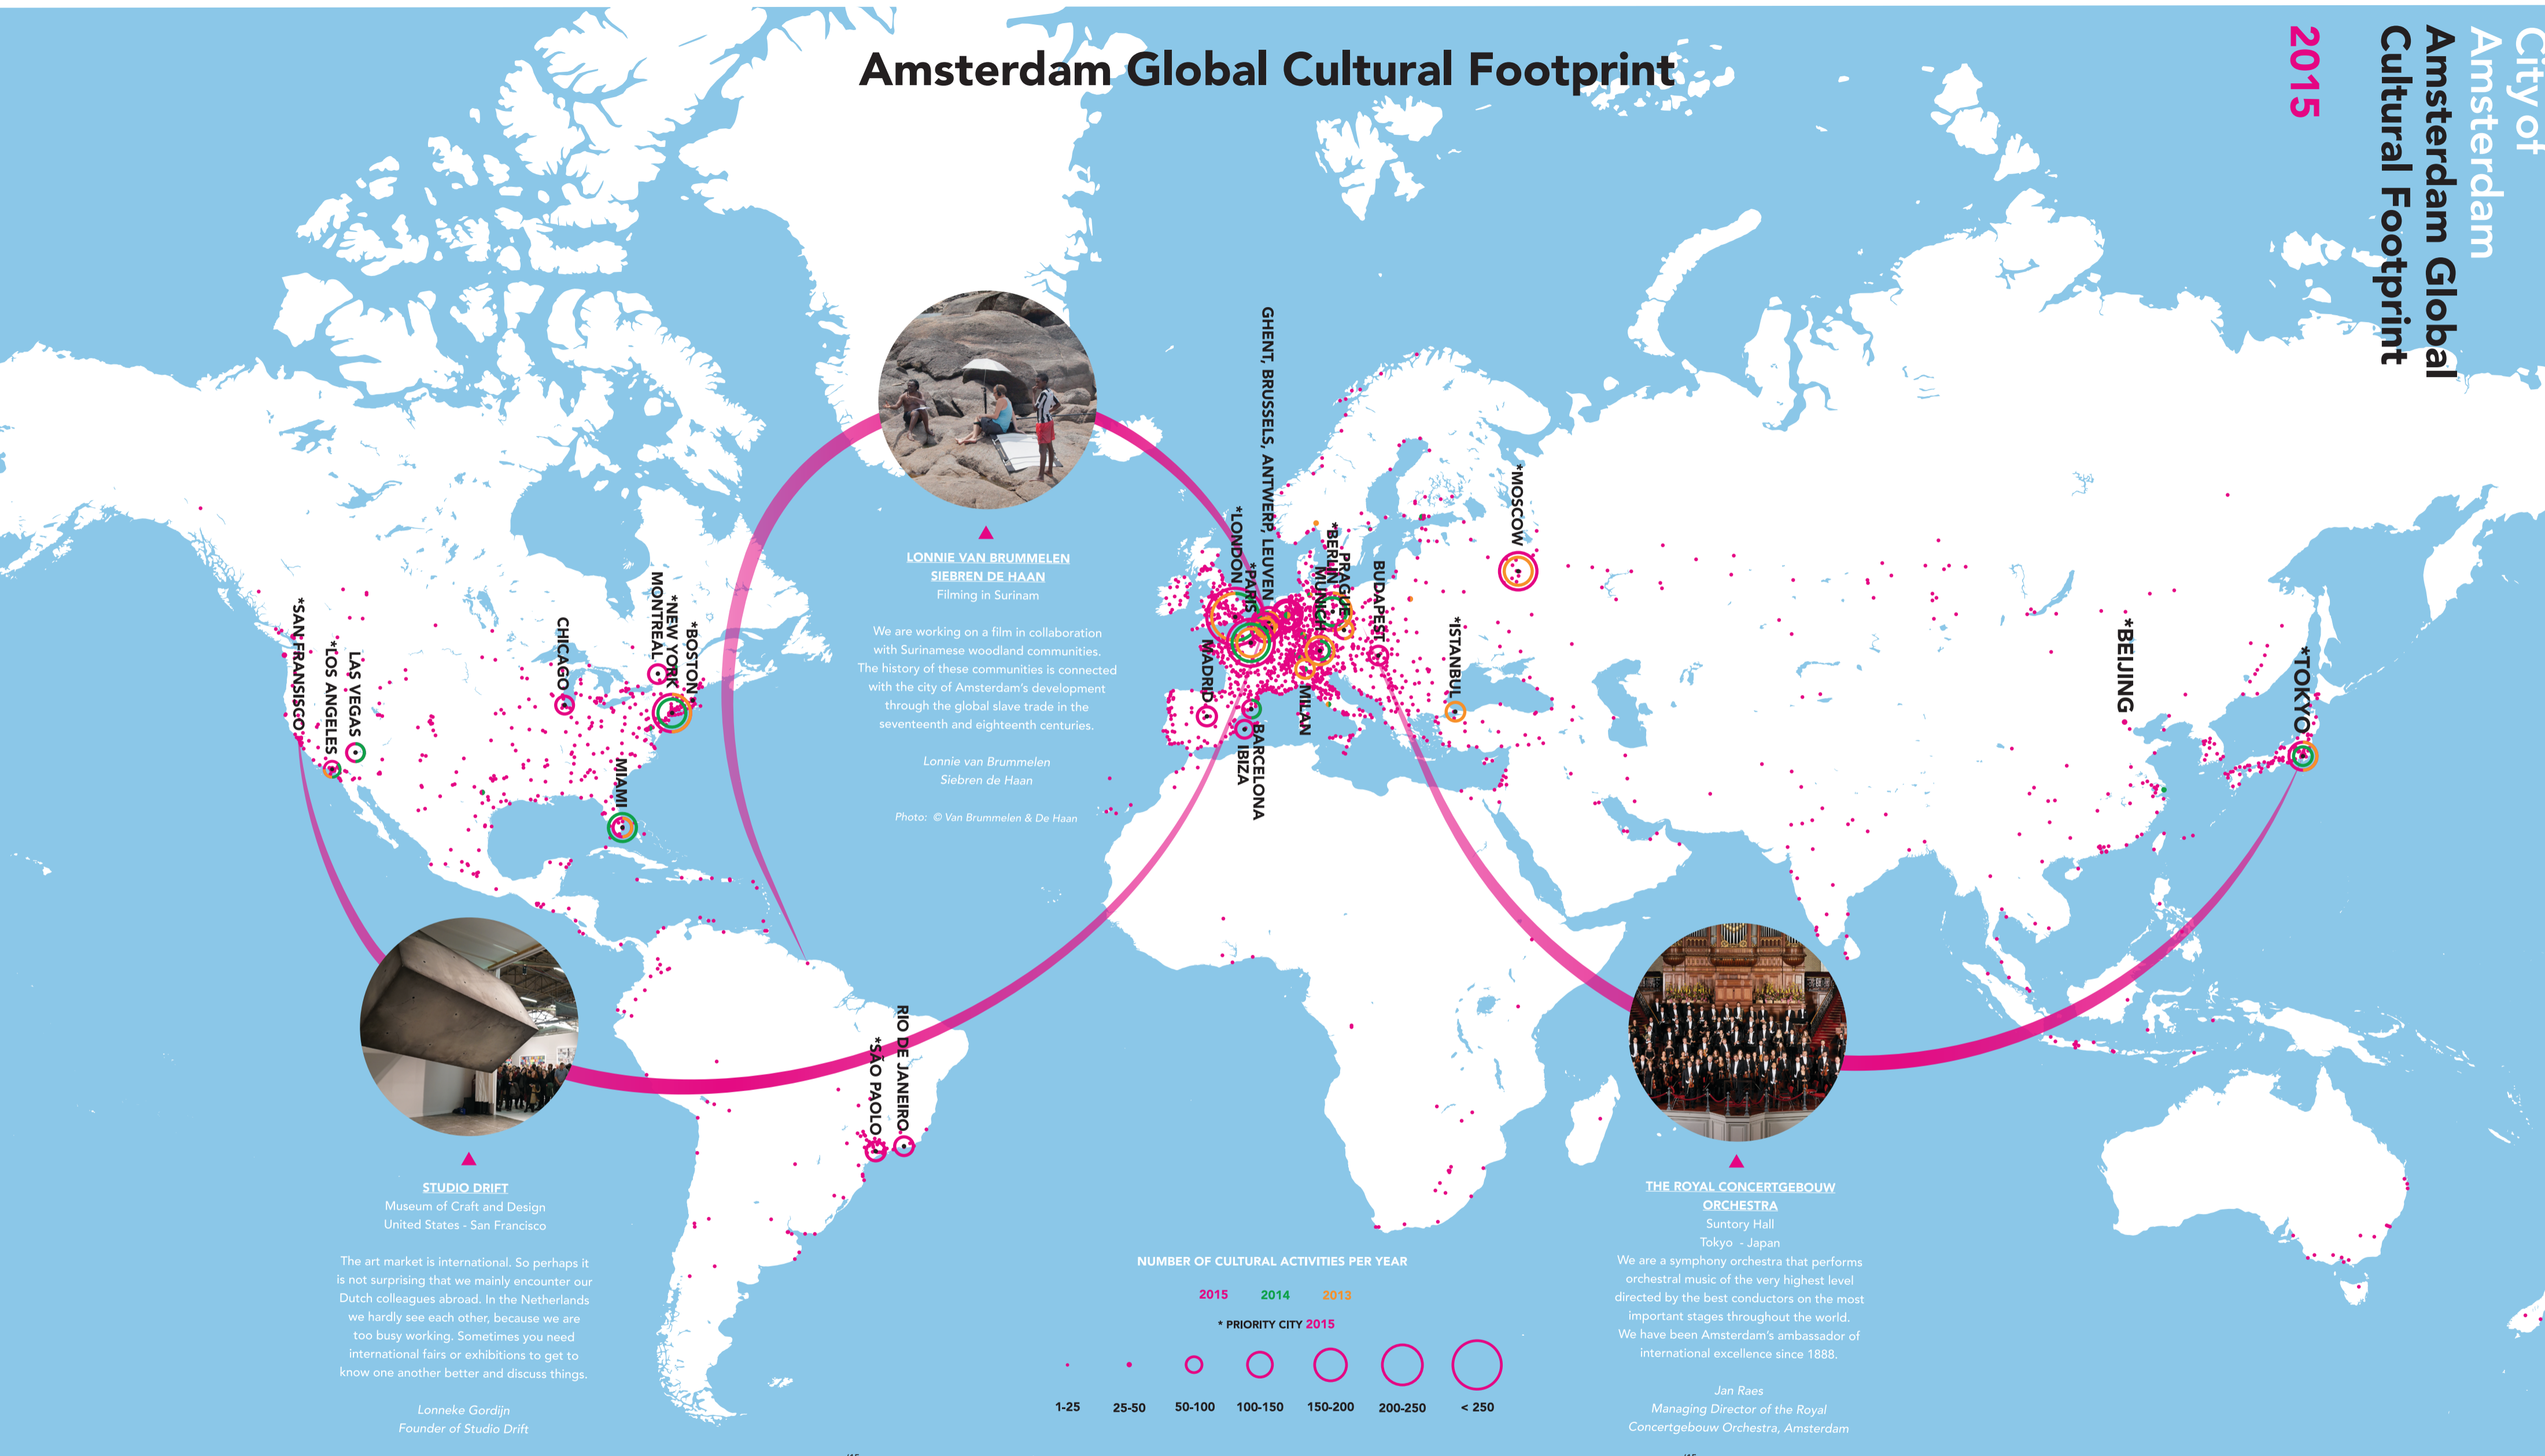 Amsterdam Global Cultural Footprint
City of
Amsterdam
Amsterdam Global
Cultural Footprint
2015
GHENT, BRUSSELS, ANTWERP, LEUVEN
*LONDON
*PARIS
*BERLIN
PRAGUE
MUNICH
BUDAPEST
*MOSCOW
*ISTANBUL
MADRID
MILAN
BARCELONA
IBIZA
*BEIJING
*TOKYO
*SAN FRANSISCO
*LOS ANGELES
LAS VEGAS
CHICAGO
MONTREAL
*NEW YORK
*BOSTON
MIAMI
RIO DE JANEIRO
*SÃO PAOLO
LONNIE VAN BRUMMELEN
SIEBREN DE HAAN
Filming in Surinam
We are working on a film in collaboration
with Surinamese woodland communities.
The history of these communities is connected
with the city of Amsterdam's development
through the global slave trade in the
seventeenth and eighteenth centuries.
Lonnie van Brummelen
Siebren de Haan
Photo: © Van Brummelen & De Haan
STUDIO DRIFT
Museum of Craft and Design
United States - San Francisco
The art market is international. So perhaps it
is not surprising that we mainly encounter our
Dutch colleagues abroad. In the Netherlands
we hardly see each other, because we are
too busy working. Sometimes you need
international fairs or exhibitions to get to
know one another better and discuss things.
Lonneke Gordijn
Founder of Studio Drift
NUMBER OF CULTURAL ACTIVITIES PER YEAR
2015 2014 2013
* PRIORITY CITY 2015
1-25 25-50 50-100 100-150 150-200 200-250 < 250
THE ROYAL CONCERTGEBOUW
ORCHESTRA
Suntory Hall
Tokyo - Japan
We are a symphony orchestra that performs
orchestral music of the very highest level
directed by the best conductors on the most
important stages throughout the world.
We have been Amsterdam's ambassador of
international excellence since 1888.
Jan Raes
Managing Director of the Royal
Concertgebouw Orchestra, Amsterdam